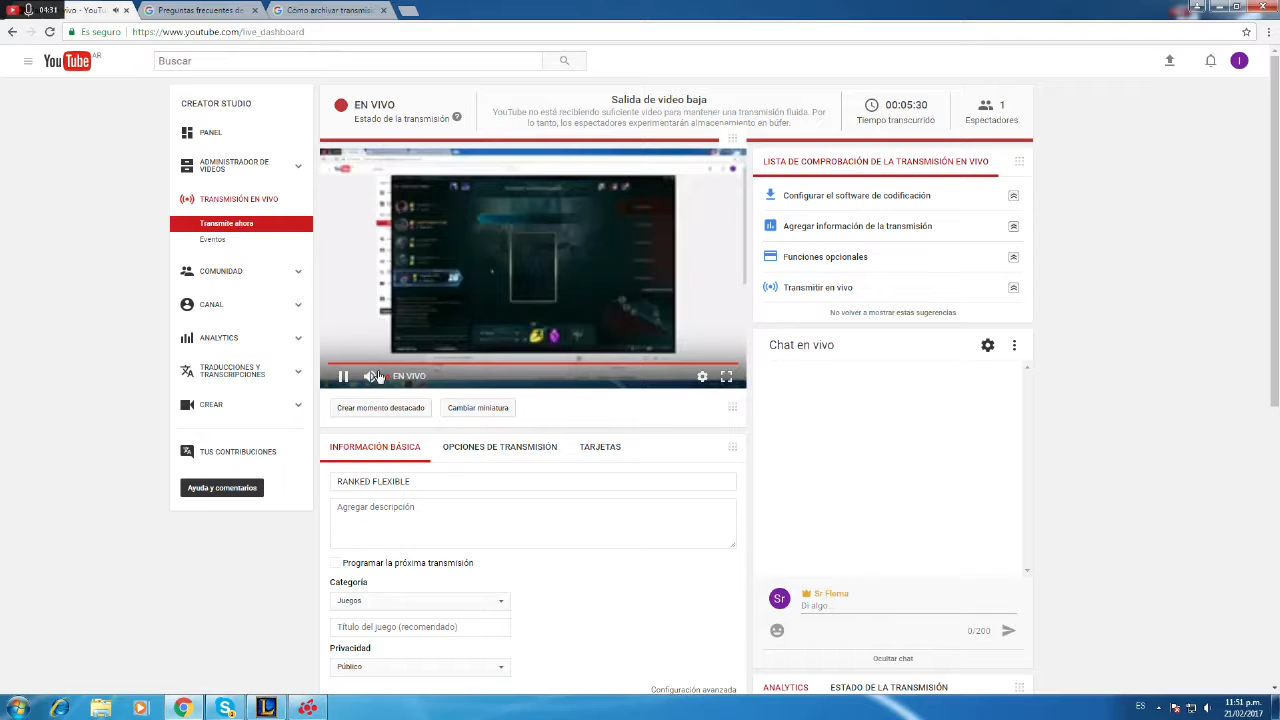 04:31
vivo - YouT
Preguntas frecuentes de
Cómo archivar transmis
Es seguro
https://www.youtube.com/live_dashboard
YouTube AR
Buscar
I
CREATOR STUDIO
PANEL
ADMINISTRADOR DE
VIDEOS
TRANSMISIÓN EN VIVO
Transmite ahora
Eventos
COMUNIDAD
CANAL
ANALYTICS
TRADUCCIONES Y
TRANSCRIPCIONES
CREAR
TUS CONTRIBUCIONES
Ayuda y comentarios
EN VIVO
Estado de la transmisión
Salida de video baja
YouTube no está recibiendo suficiente video para mantener una transmisión fluida. Por
lo tanto, los espectadores experimentarán almacenamiento en búfer.
00:05:30
Tiempo transcurrido
1
Espectadores
EN VIVO
Crear momento destacado
Cambiar miniatura
INFORMACIÓN BÁSICA
OPCIONES DE TRANSMISIÓN
TARJETAS
RANKED FLEXIBLE
Agregar descripción
Programar la próxima transmisión
Categoría
Juegos
Título del juego (recomendado)
Privacidad
Público
Configuración avanzada
LISTA DE COMPROBACIÓN DE LA TRANSMISIÓN EN VIVO
Configurar el software de codificación
Agregar información de la transmisión
Funciones opcionales
Transmitir en vivo
No volver a mostrar estas sugerencias
Chat en vivo
Sr
Sr Floma
Di algo...
0/200
Ocultar chat
ANALYTICS
ESTADO DE LA TRANSMISIÓN
ES
11:51 p.m.
21/02/2017